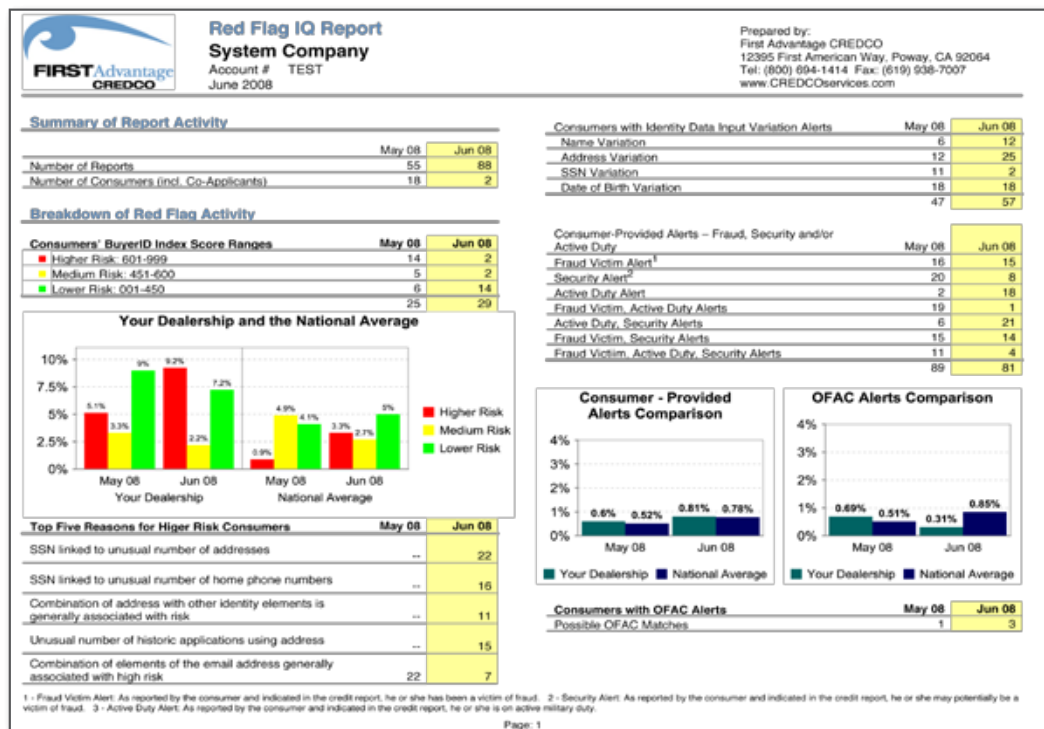 FIRST Advantage
CREDCO
Red Flag IQ Report
System Company
Account # TEST
June 2008
Prepared by:
First Advantage CREDCO
12395 First American Way, Poway, CA 92064
Tel: (800) 694-1414 Fax: (619) 938-7007
www.CREDCOservices.com
Summary of Report Activity
May 08 Jun 08
Number of Reports 55 88
Number of Consumers (incl. Co-Applicants) 18 2
Breakdown of Red Flag Activity
Consumers' BuyerID Index Score Ranges May 08 Jun 08
Higher Risk: 601-999 14 2
Medium Risk: 451-600 5 2
Lower Risk: 001-450 6 14
25 29
Your Dealership and the National Average
10%
7.5%
5%
2.5%
0%
5.1% 3.3% 9% 9.2% 2.2% 7.2% 0.9% 4.9% 4.1% 3.3% 2.7% 5%
Higher Risk
Medium Risk
Lower Risk
May 08 Jun 08 May 08 Jun 08
Your Dealership National Average
Top Five Reasons for Higer Risk Consumers May 08 Jun 08
SSN linked to unusual number of addresses -- 22
SSN linked to unusual number of home phone numbers -- 16
Combination of address with other identity elements is
generally associated with risk -- 11
Unusual number of historic applications using address -- 15
Combination of elements of the email address generally
associated with high risk 22 7
Consumers with Identity Data Input Variation Alerts May 08 Jun 08
Name Variation 6 12
Address Variation 12 25
SSN Variation 11 2
Date of Birth Variation 18 18
47 57
Consumer-Provided Alerts – Fraud, Security and/or
Active Duty May 08 Jun 08
Fraud Victim Alert1 16 15
Security Alert2 20 8
Active Duty Alert 2 18
Fraud Victim, Active Duty Alerts 19 1
Active Duty, Security Alerts 6 21
Fraud Victim, Security Alerts 15 14
Fraud Victiim, Active Duty, Security Alerts 11 4
89 81
Consumer - Provided
Alerts Comparison
4%
3%
2%
1%
0%
0.6% 0.52% 0.81% 0.78%
May 08 Jun 08
Your Dealership National Average
OFAC Alerts Comparison
4%
3%
2%
1%
0%
0.69% 0.51% 0.31% 0.85%
May 08 Jun 08
Your Dealership National Average
Consumers with OFAC Alerts May 08 Jun 08
Possible OFAC Matches 1 3
1 - Fraud Victim Alert: As reported by the consumer and indicated in the credit report, he or she has been a victim of fraud. 2 - Security Alert: As reported by the consumer and indicated in the credit report, he or she may potentially be a
victim of fraud. 3 - Active Duty Alert: As reported by the consumer and indicated in the credit report, he or she is on active military duty.
Page: 1